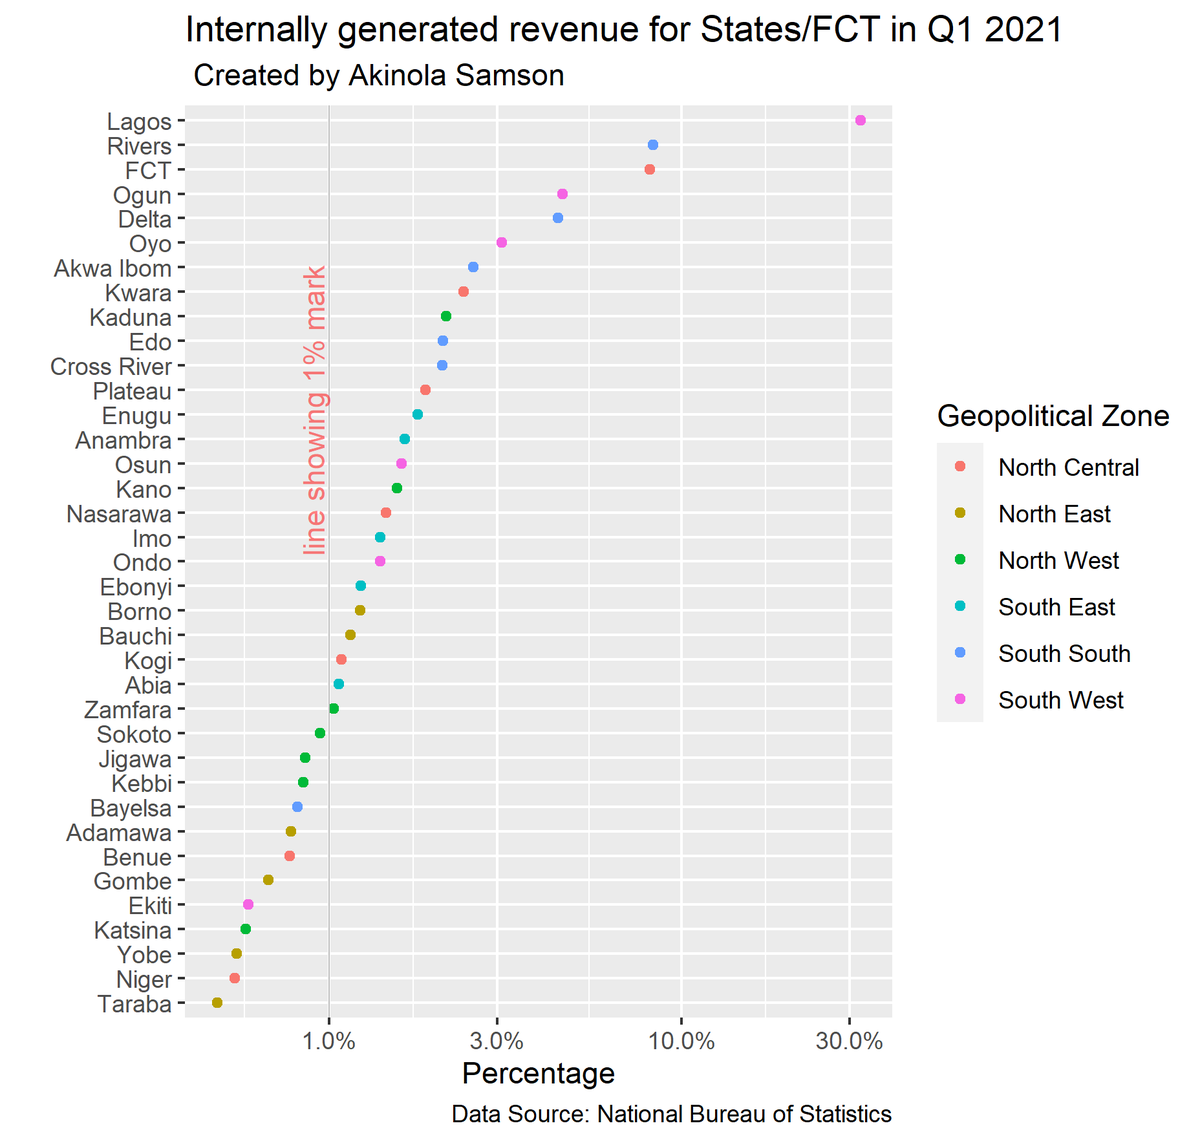 Internally generated revenue for States/FCT in Q1 2021
Created by Akinola Samson
Lagos
Rivers
FCT
Ogun
Delta
Oyo
Akwa Ibom
Kwara
Kaduna
Edo
Cross River
Plateau
Enugu
Anambra
Osun
Kano
Nasarawa
Imo
Ondo
Ebonyi
Borno
Bauchi
Kogi
Abia
Zamfara
Sokoto
Jigawa
Kebbi
Bayelsa
Adamawa
Benue
Gombe
Ekiti
Katsina
Yobe
Niger
Taraba
line showing 1% mark
1.0% 3.0% 10.0% 30.0%
Percentage
Data Source: National Bureau of Statistics
Geopolitical Zone
North Central
North East
North West
South East
South South
South West